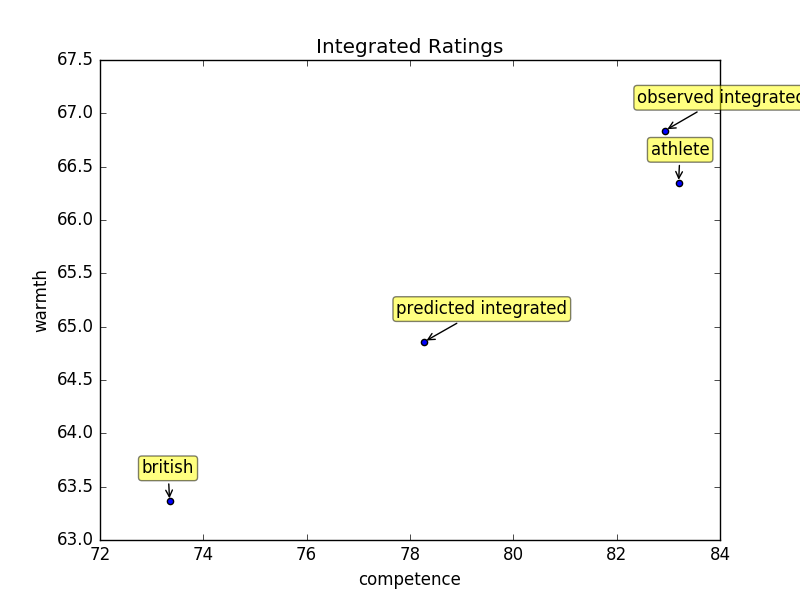 Integrated Ratings
67.5
67.0
66.5
66.0
65.5
65.0
64.5
64.0
63.5
63.0
warmth
observed integrated
athlete
predicted integrated
british
72 74 76 78 80 82 84
competence